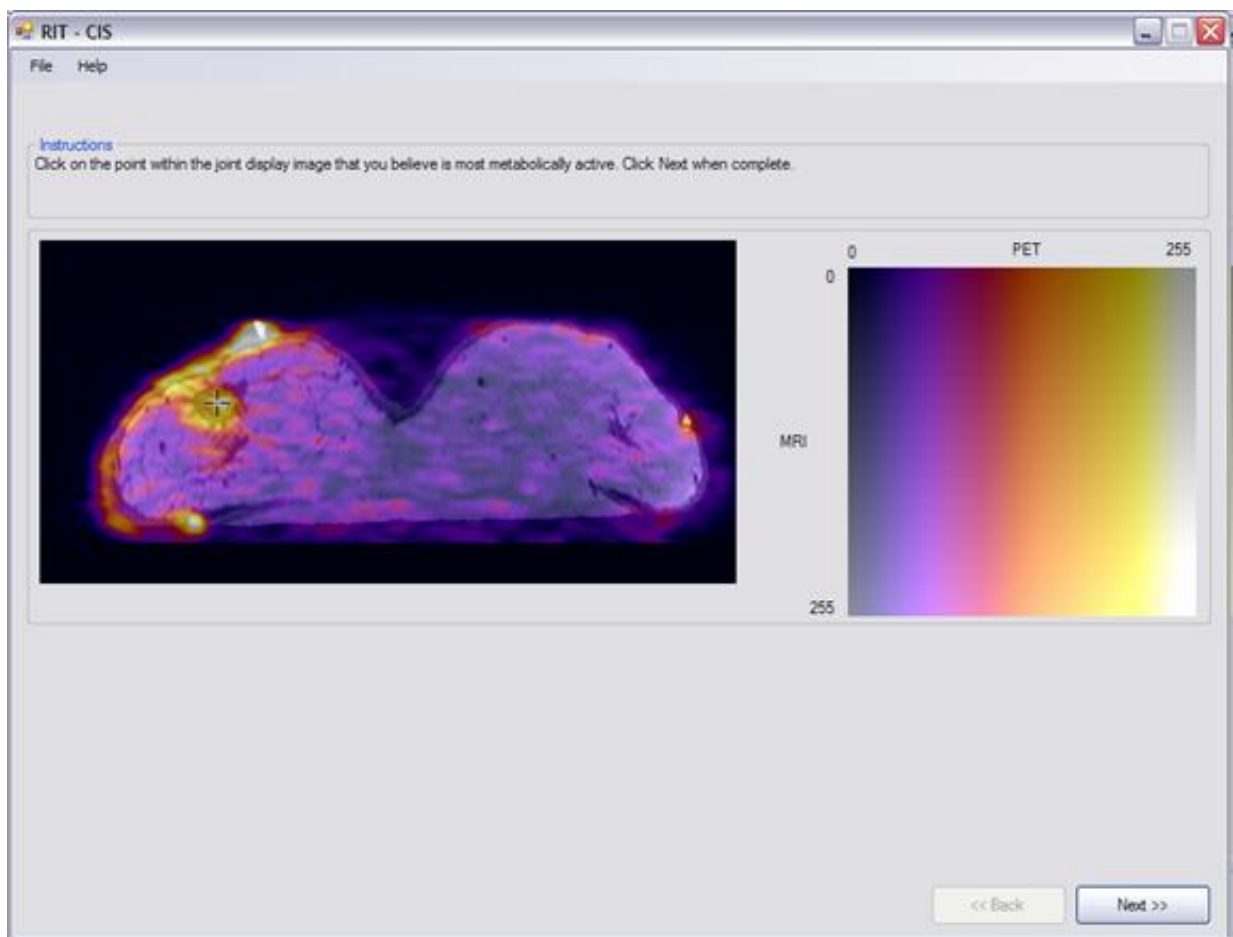 RIT - CIS
File Help
Instructions
Click on the point within the joint display image that you believe is most metabolically active. Click Next when complete.
0 PET 255
0
MRI
255
<< Back Next >>